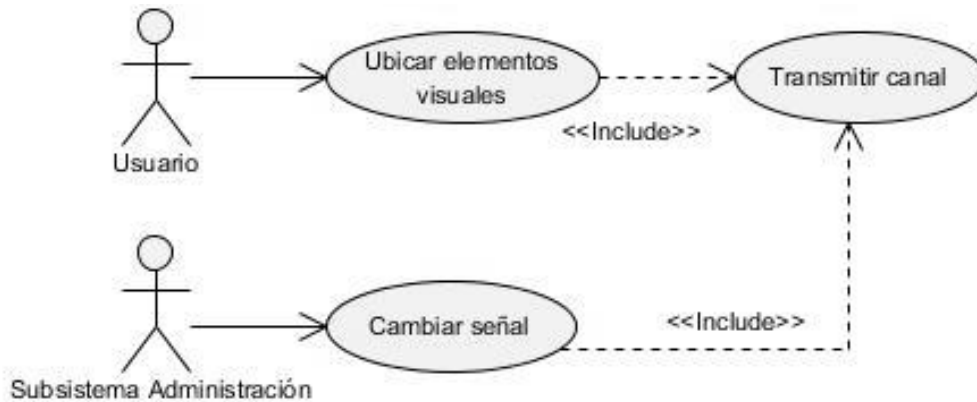 Ubicar elementos
visuales
Transmitir canal
<<Include>>
Usuario
Cambiar señal
<<Include>>
Subsistema Administración